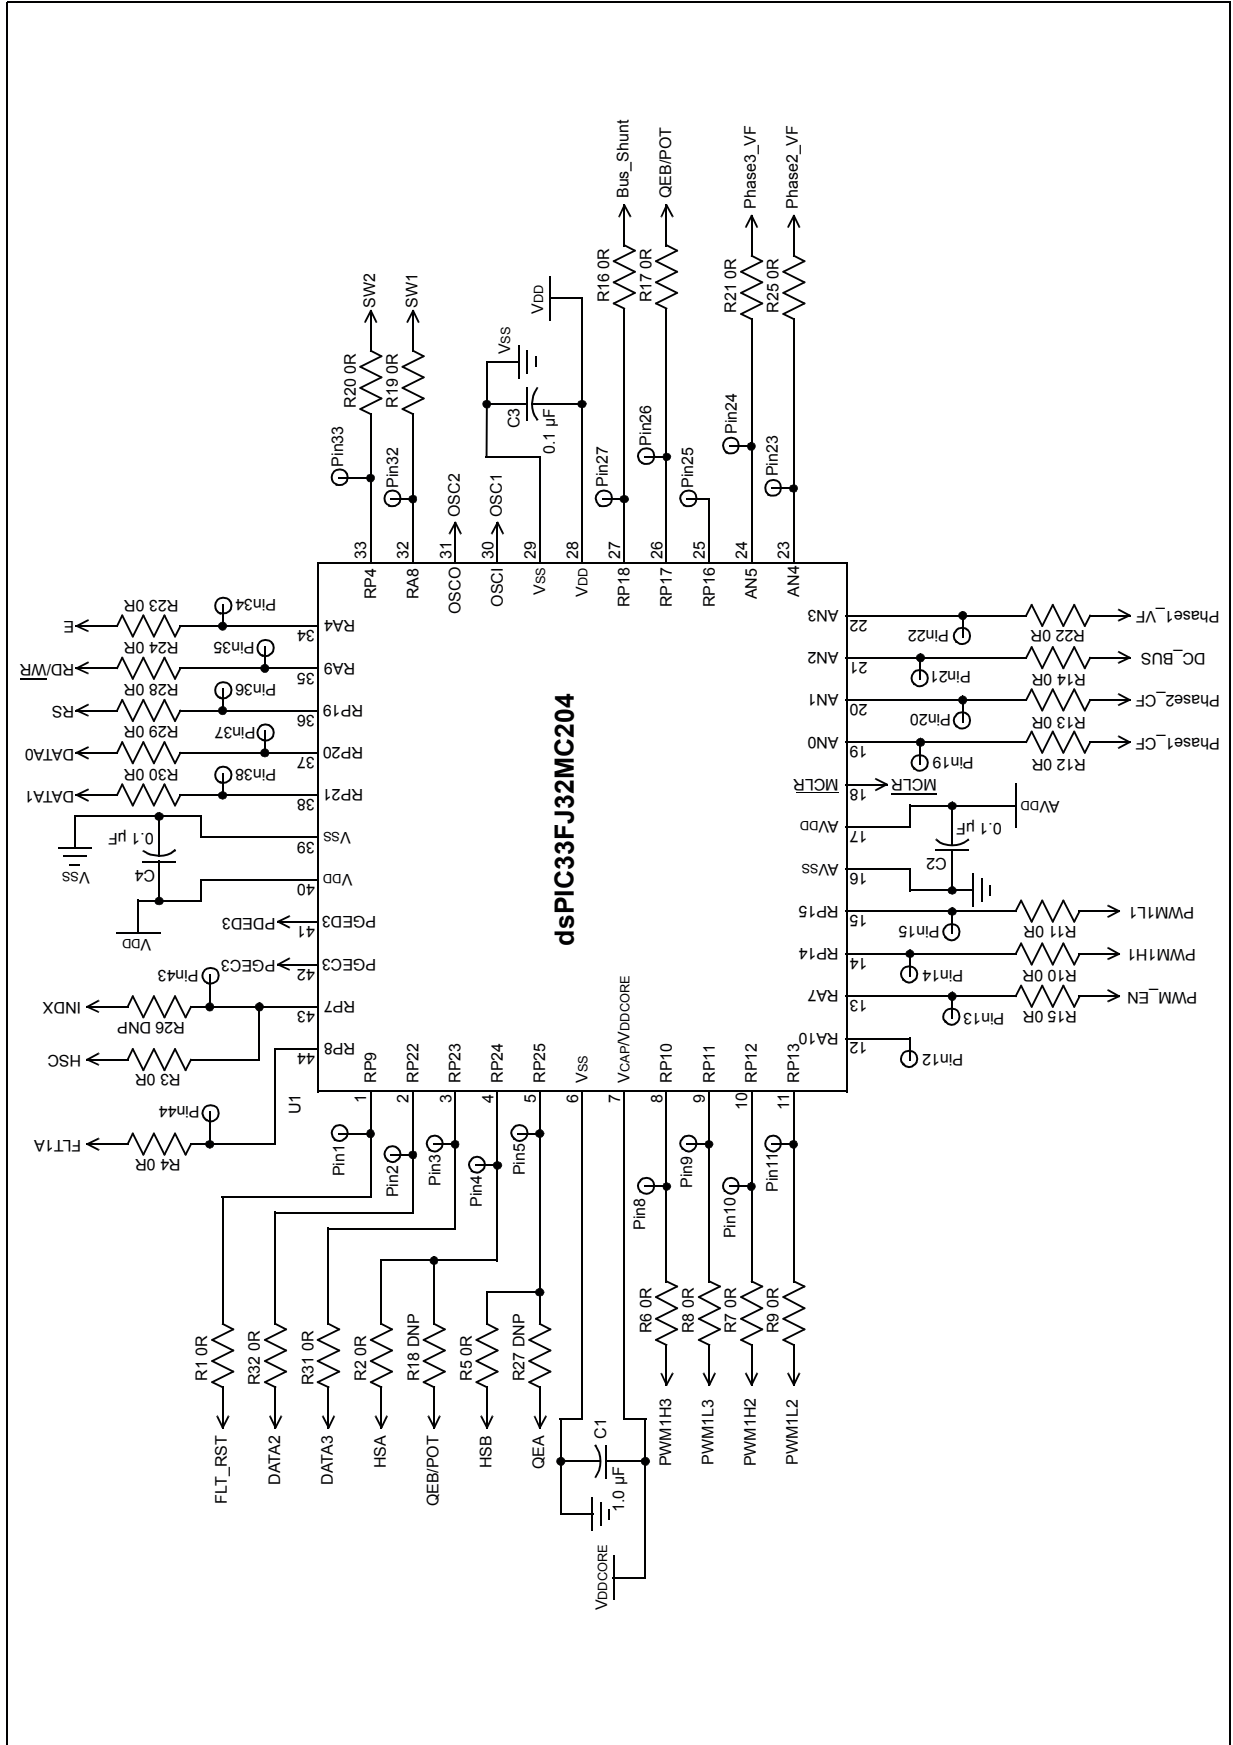 dsPIC33FJ32MC204
U1
FLT_RST
R1 0R
Pin1
1
RP9
DATA2
R32 0R
Pin2
2
RP22
DATA3
R31 0R
Pin3
3
RP23
HSA
R2 0R
QEB/POT
R18 DNP
Pin4
4
RP24
HSB
R5 0R
QEA
R27 DNP
Pin5
5
RP25
6
VSS
C1
1.0 µF
VDDCORE
7
VCAP/VDDCORE
PWM1H3
R6 0R
Pin8
8
RP10
PWM1L3
R8 0R
Pin9
9
RP11
PWM1H2
R7 0R
Pin10
10
RP12
PWM1L2
R9 0R
Pin11
11
RP13
RA10
12
Pin12
RA7
13
Pin13
R15 0R
PWM_EN
RP14
14
Pin14
R10 0R
PWM1H1
RP15
15
Pin15
R11 0R
PWM1L1
AVSS
16
C2
0.1 µF
AVDD
17
AVDD
MCLR
18
MCLR
AN0
19
Pin19
R12 0R
Phase1_CF
AN1
20
Pin20
R13 0R
Phase2_CF
AN2
21
Pin21
R14 0R
DC_BUS
AN3
22
Pin22
R22 0R
Phase1_VF
AN4
23
Pin23
R25 0R
Phase2_VF
AN5
24
Pin24
R21 0R
Phase3_VF
RP16
25
Pin25
RP17
26
Pin26
R17 0R
QEB/POT
RP18
27
Pin27
R16 0R
Bus_Shunt
VDD
28
VDD
C3
0.1 µF
VSS
29
VSS
OSCI
30
OSC1
OSCO
31
OSC2
RA8
32
Pin32
R19 0R
SW1
RP4
33
Pin33
R20 0R
SW2
RA4
34
Pin34
R23 0R
E
RA9
35
Pin35
R24 0R
RD/WR
RP19
36
Pin36
R28 0R
RS
RP20
37
Pin37
R29 0R
DATA0
RP21
38
Pin38
R30 0R
DATA1
VSS
39
VSS
C4
0.1 µF
VDD
40
VDD
PGED3
41
PDED3
PGEC3
42
PGEC3
RP7
43
Pin43
R26 DNP
INDX
R3 0R
HSC
RP8
44
Pin44
R4 0R
FLT1A